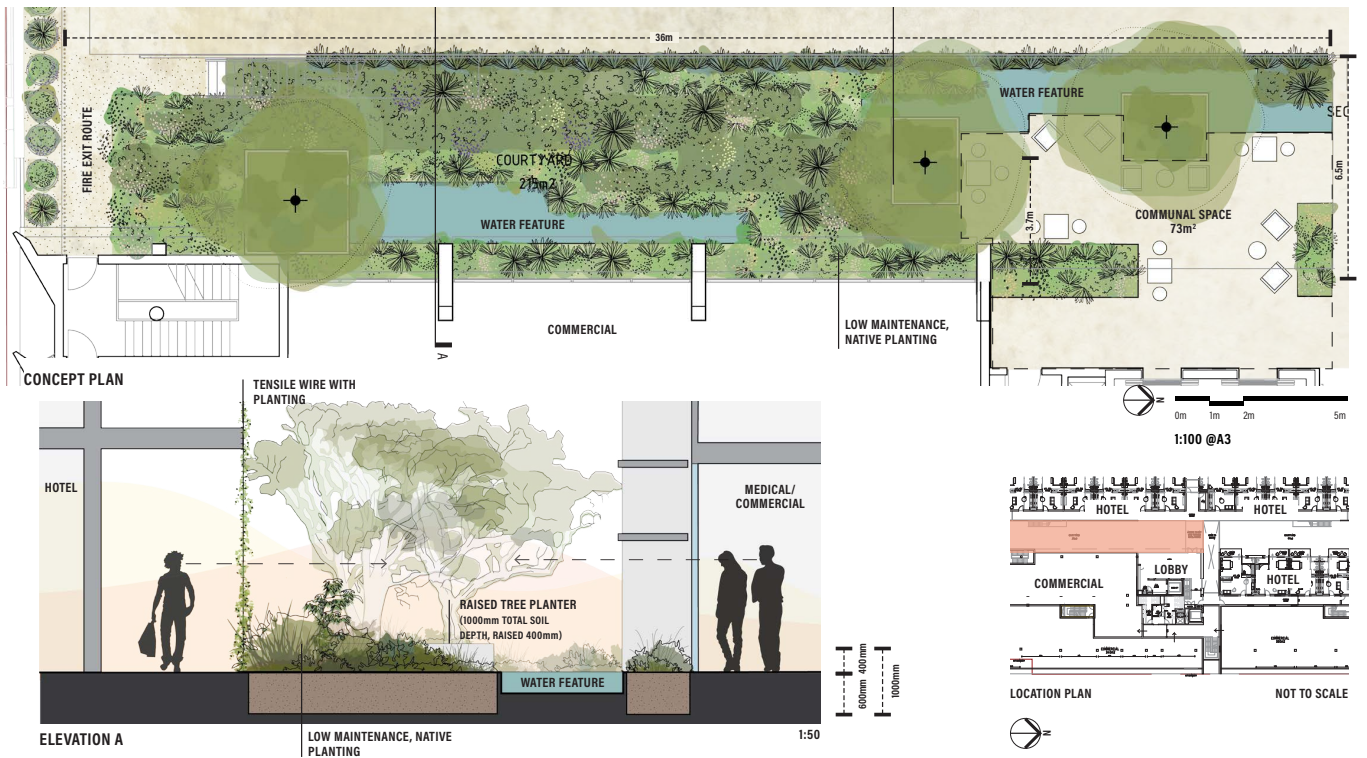 36m
WATER FEATURE
SEC
FIRE EXIT ROUTE
COURTYARD
215m2
6.5m
3.7m
WATER FEATURE
COMMUNAL SPACE
73m²
COMMERCIAL
LOW MAINTENANCE,
NATIVE PLANTING
A
CONCEPT PLAN
TENSILE WIRE WITH
PLANTING
N
0m 1m 2m 5m
1:100 @A3
HOTEL
MEDICAL/
COMMERCIAL
RAISED TREE PLANTER
(1000mm TOTAL SOIL
DEPTH, RAISED 400mm)
WATER FEATURE
600mm 400mm
1000mm
ELEVATION A
LOW MAINTENANCE, NATIVE
PLANTING
1:50
HOTEL HOTEL
LOBBY
COMMERCIAL
HOTEL
LOCATION PLAN NOT TO SCALE
N